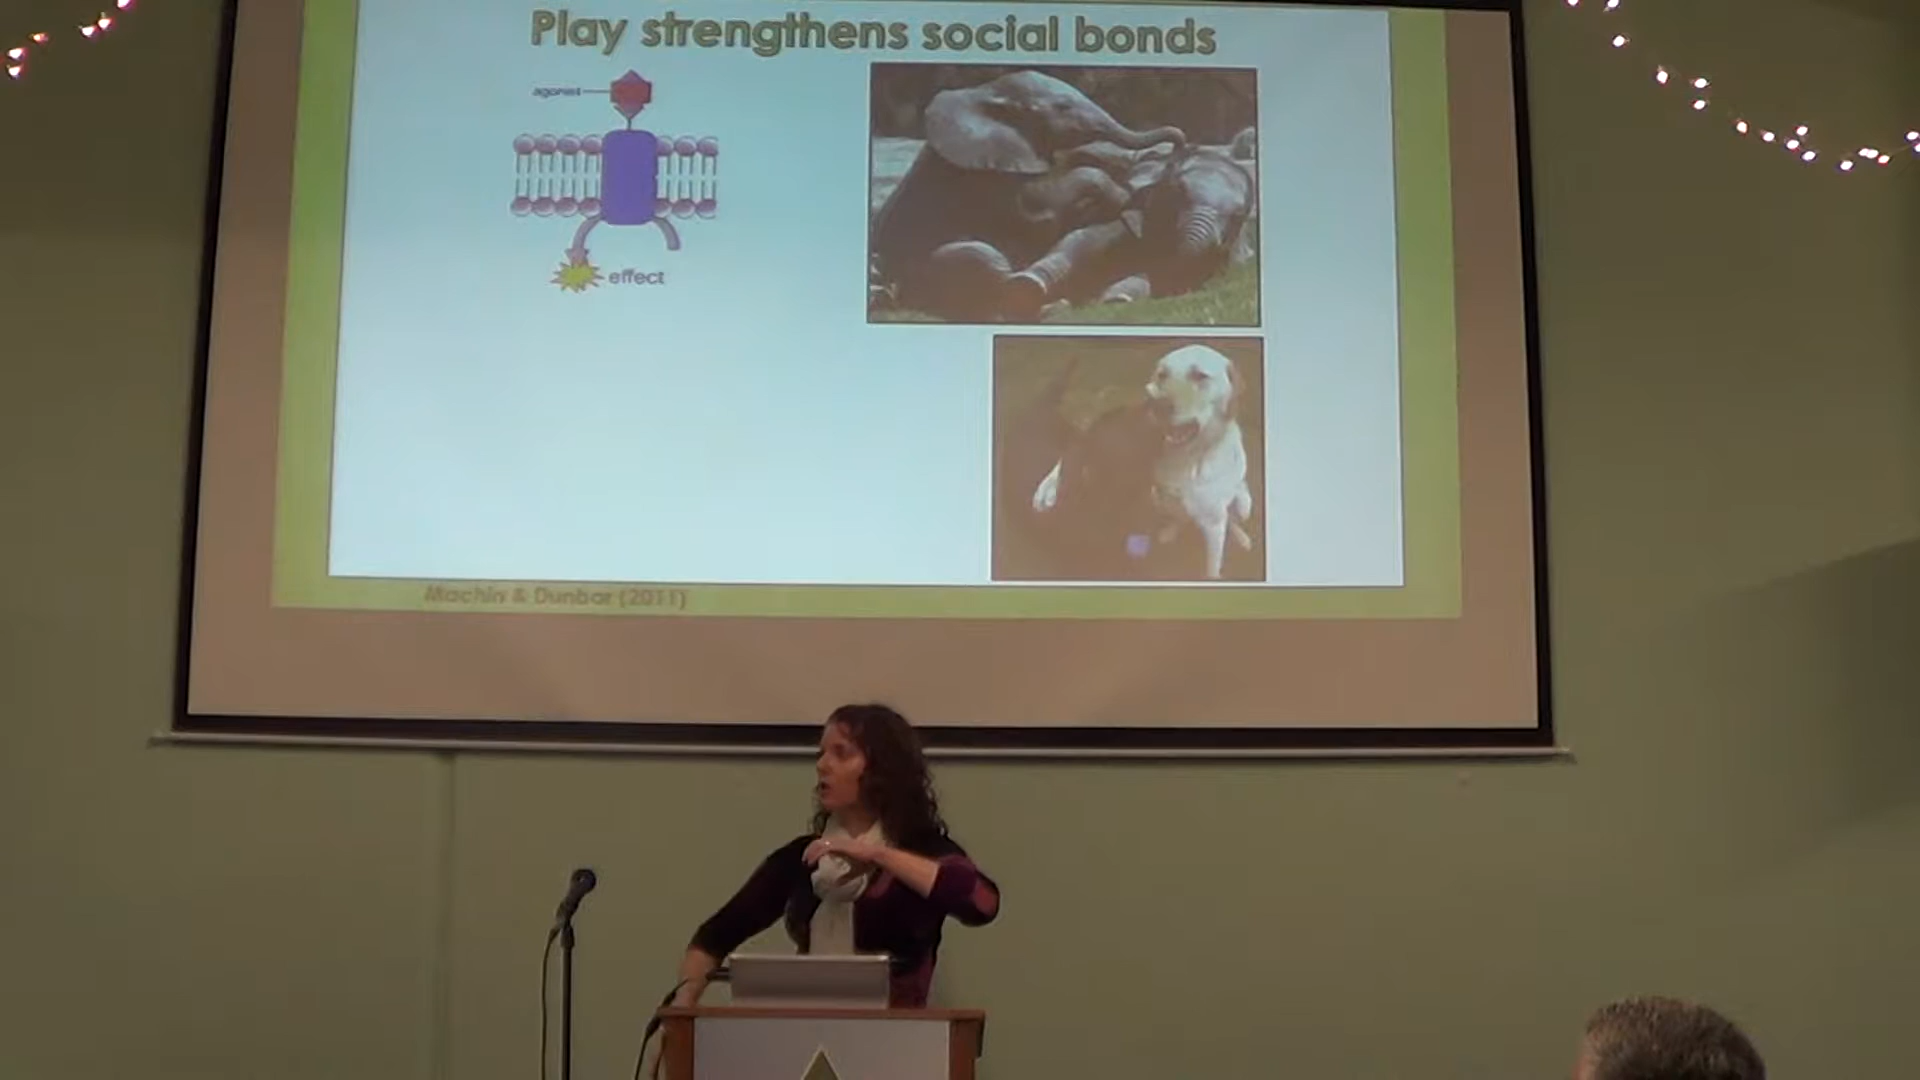 Play strengthens social bonds
agonist
effect
Machin & Dunbar (2011)